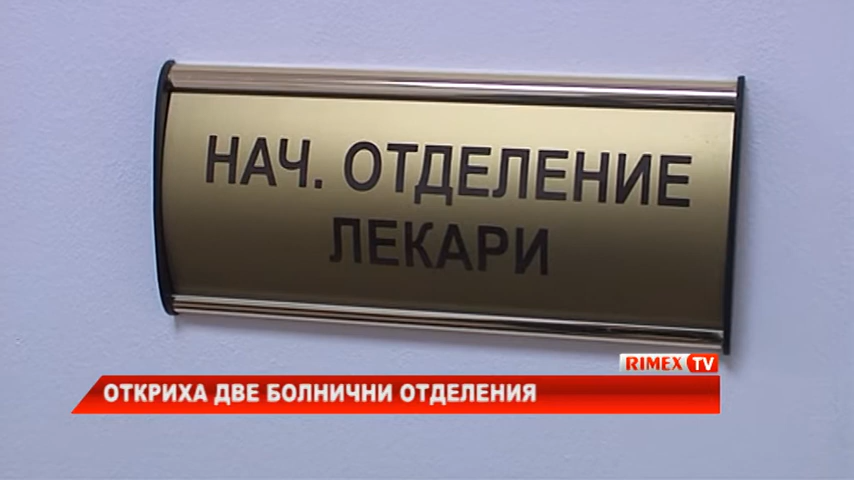 НАЧ. ОТДЕЛЕНИЕ
ЛЕКАРИ
RIMEX TV
ОТКРИХА ДВЕ БОЛНИЧНИ ОТДЕЛЕНИЯ